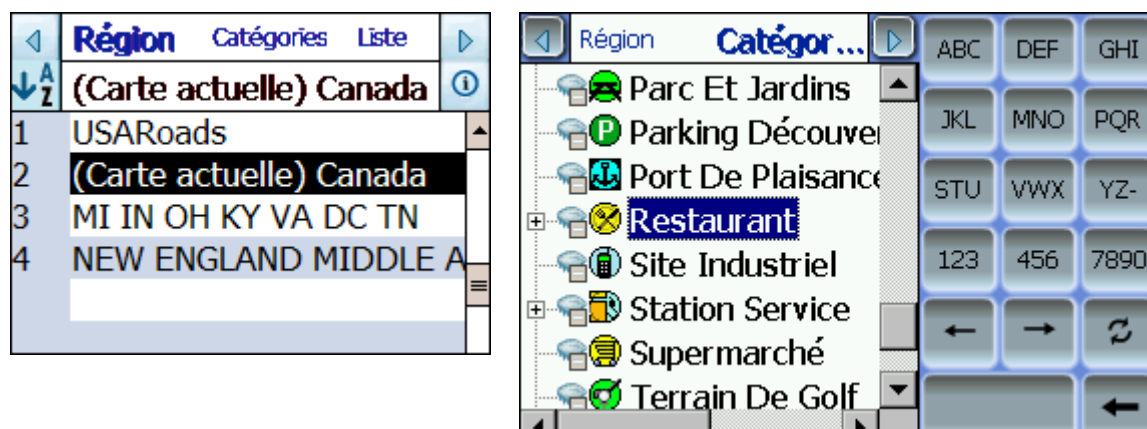 Région Catégories Liste
(Carte actuelle) Canada
1 USARoads
2 (Carte actuelle) Canada
3 MI IN OH KY VA DC TN
4 NEW ENGLAND MIDDLE A
Région Catégor...
Parc Et Jardins
Parking Découver
Port De Plaisance
Restaurant
Site Industriel
Station Service
Supermarché
Terrain De Golf
ABC DEF GHI
JKL MNO PQR
STU VWX YZ-
123 456 7890